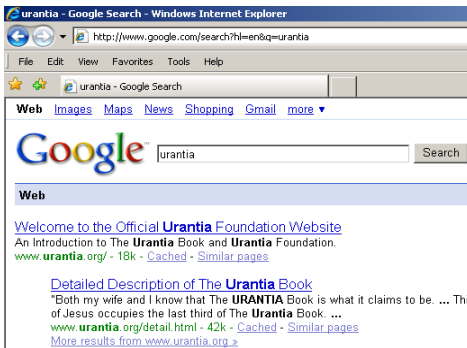 urantia - Google Search - Windows Internet Explorer
http://www.google.com/search?hl=en&q=urantia
File Edit View Favorites Tools Help
urantia - Google Search
Web Images Maps News Shopping Gmail more ▼
Google urantia Search
Web
Welcome to the Official Urantia Foundation Website
An Introduction to The Urantia Book and Urantia Foundation.
www.urantia.org/ - 18k - Cached - Similar pages
Detailed Description of The Urantia Book
"Both my wife and I know that The URANTIA Book is what it claims to be. ... Thi
of Jesus occupies the last third of The Urantia Book. ...
www.urantia.org/detail.html - 42k - Cached - Similar pages
More results from www.urantia.org »